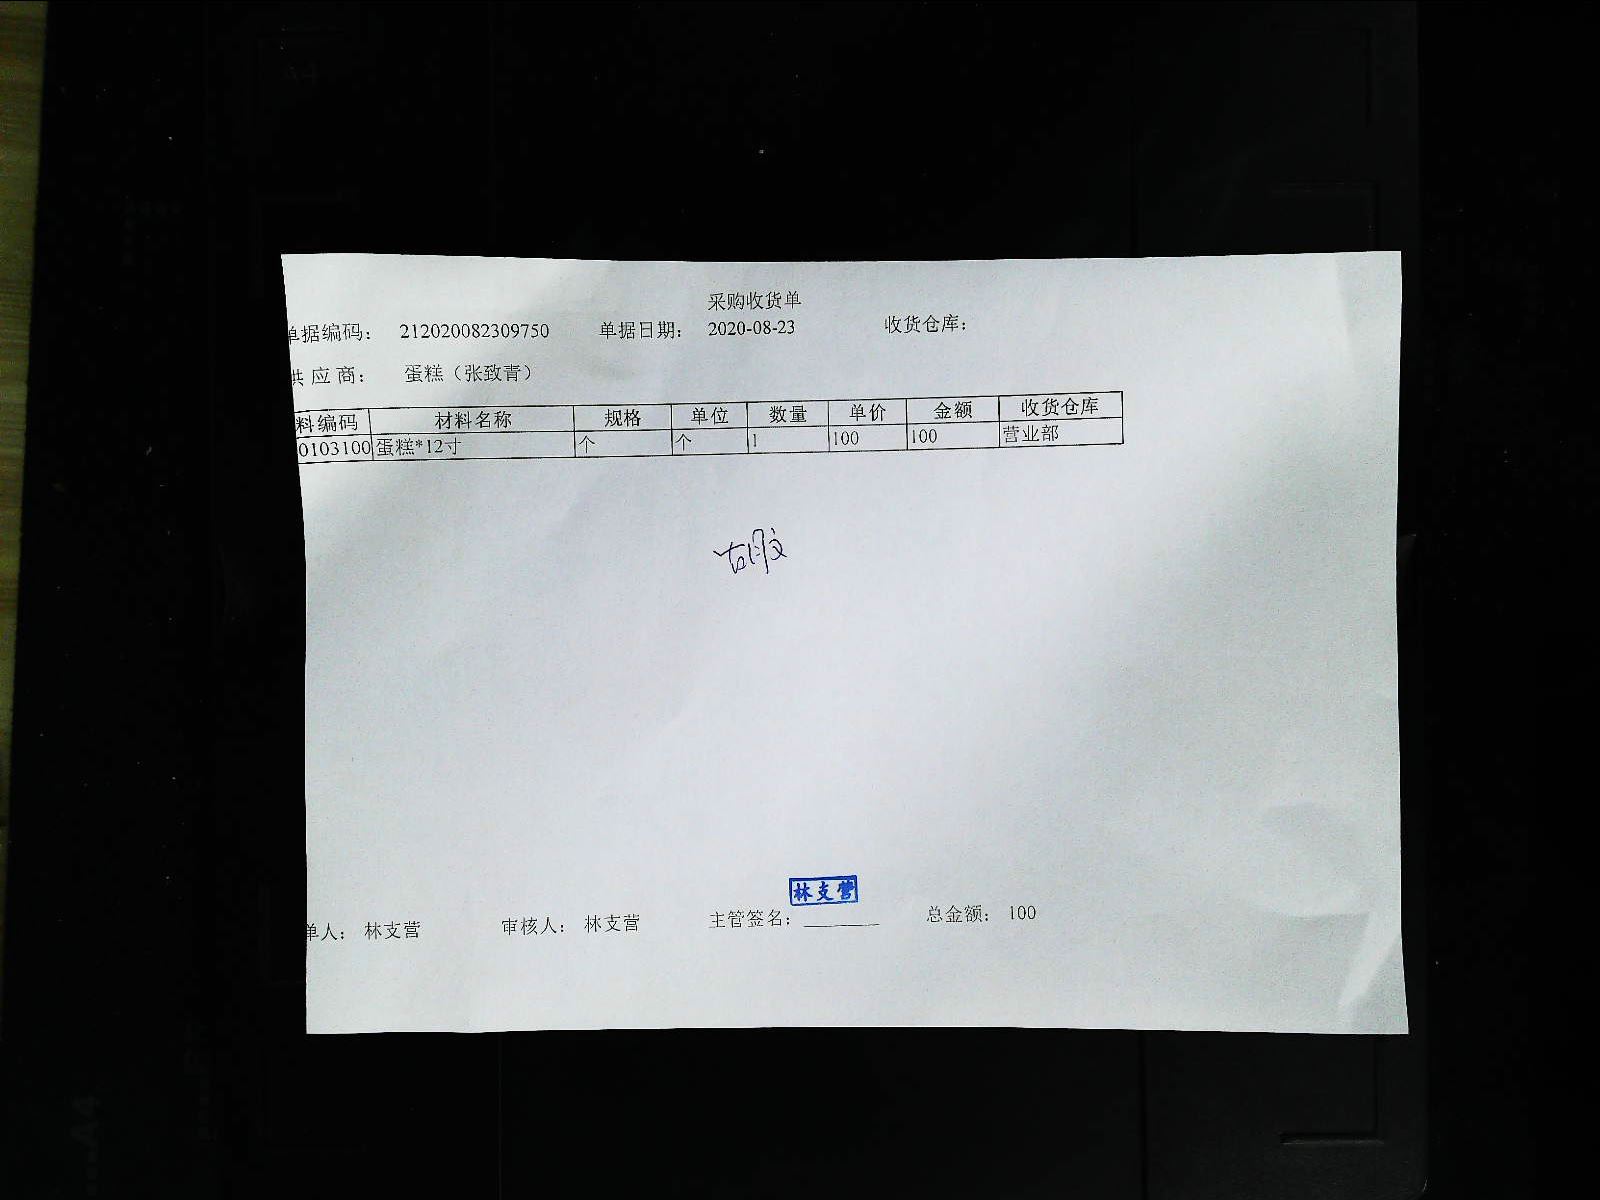 采购收货单
单据编码： 212020082309750 单据日期： 2020-08-23 收货仓库：
供应商： 蛋糕（张致青）
料编码 材料名称 规格 单位 数量 单价 金额 收货仓库
0103100 蛋糕*12寸 个 个 1 100 100 营业部
林支营
单人： 林支营 审核人： 林支营 主管签名： 总金额： 100